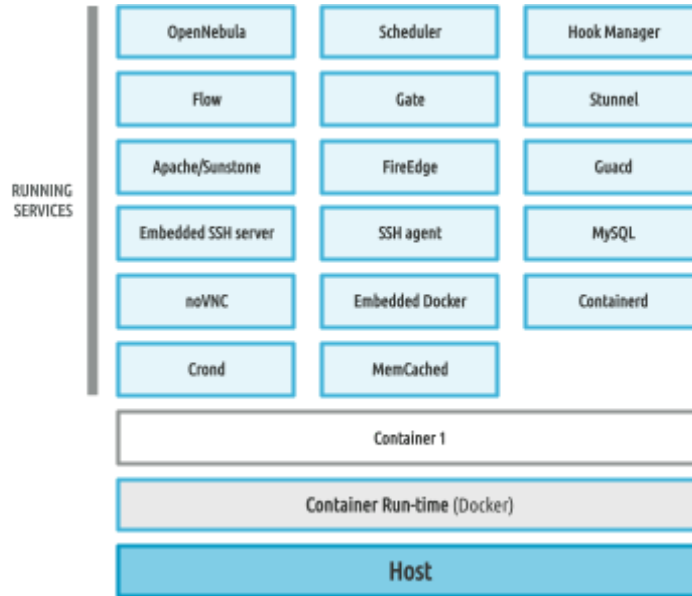 OpenNebula
Scheduler
Hook Manager
Flow
Gate
Stunnel
Apache/Sunstone
FireEdge
Guacd
RUNNING
SERVICES
Embedded SSH server
SSH agent
MySQL
noVNC
Embedded Docker
Containerd
Crond
MemCached
Container 1
Container Run-time (Docker)
Host